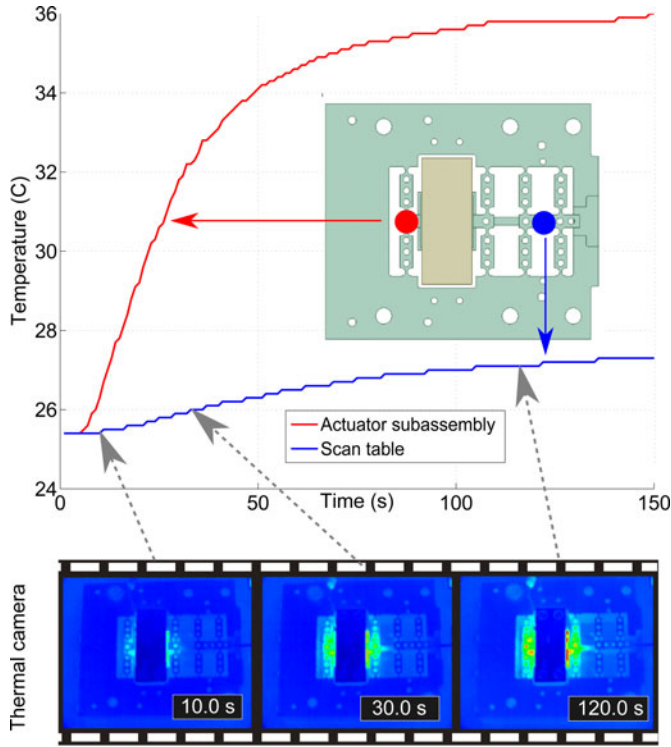 36
34
32
30
28
26
24
Temperature (C)
0
50
100
150
Time (s)
Actuator subassembly
Scan table
Thermal camera
10.0 s
30.0 s
120.0 s